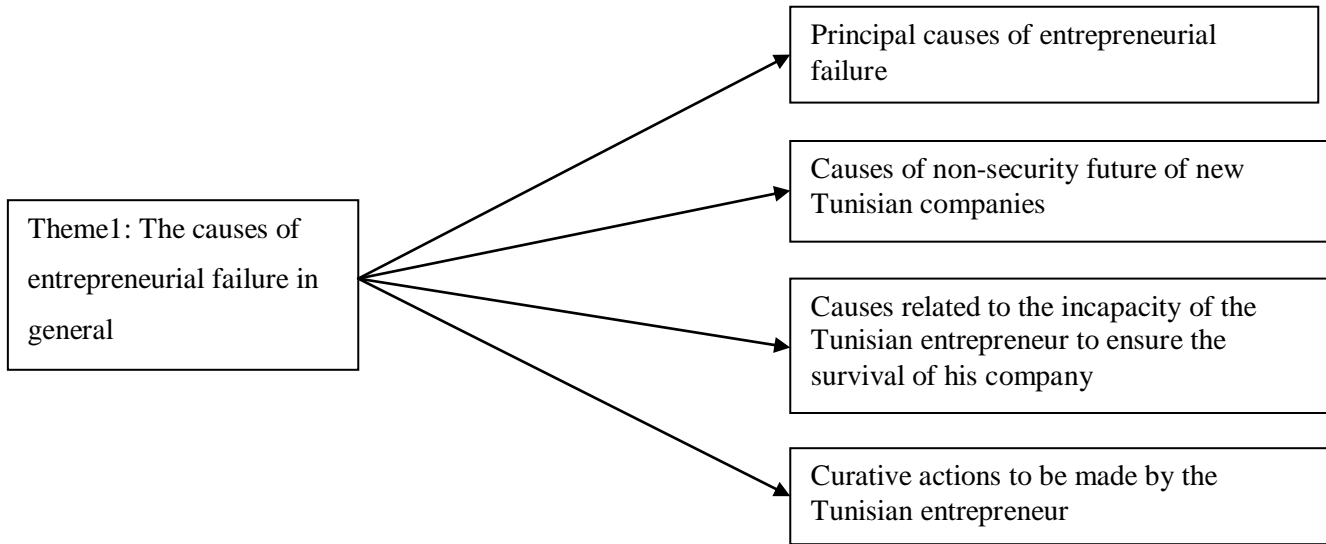 Principal causes of entrepreneurial
failure
Causes of non-security future of new
Tunisian companies
Theme1: The causes of
entrepreneurial failure in
general
Causes related to the incapacity of the
Tunisian entrepreneur to ensure the
survival of his company
Curative actions to be made by the
Tunisian entrepreneur